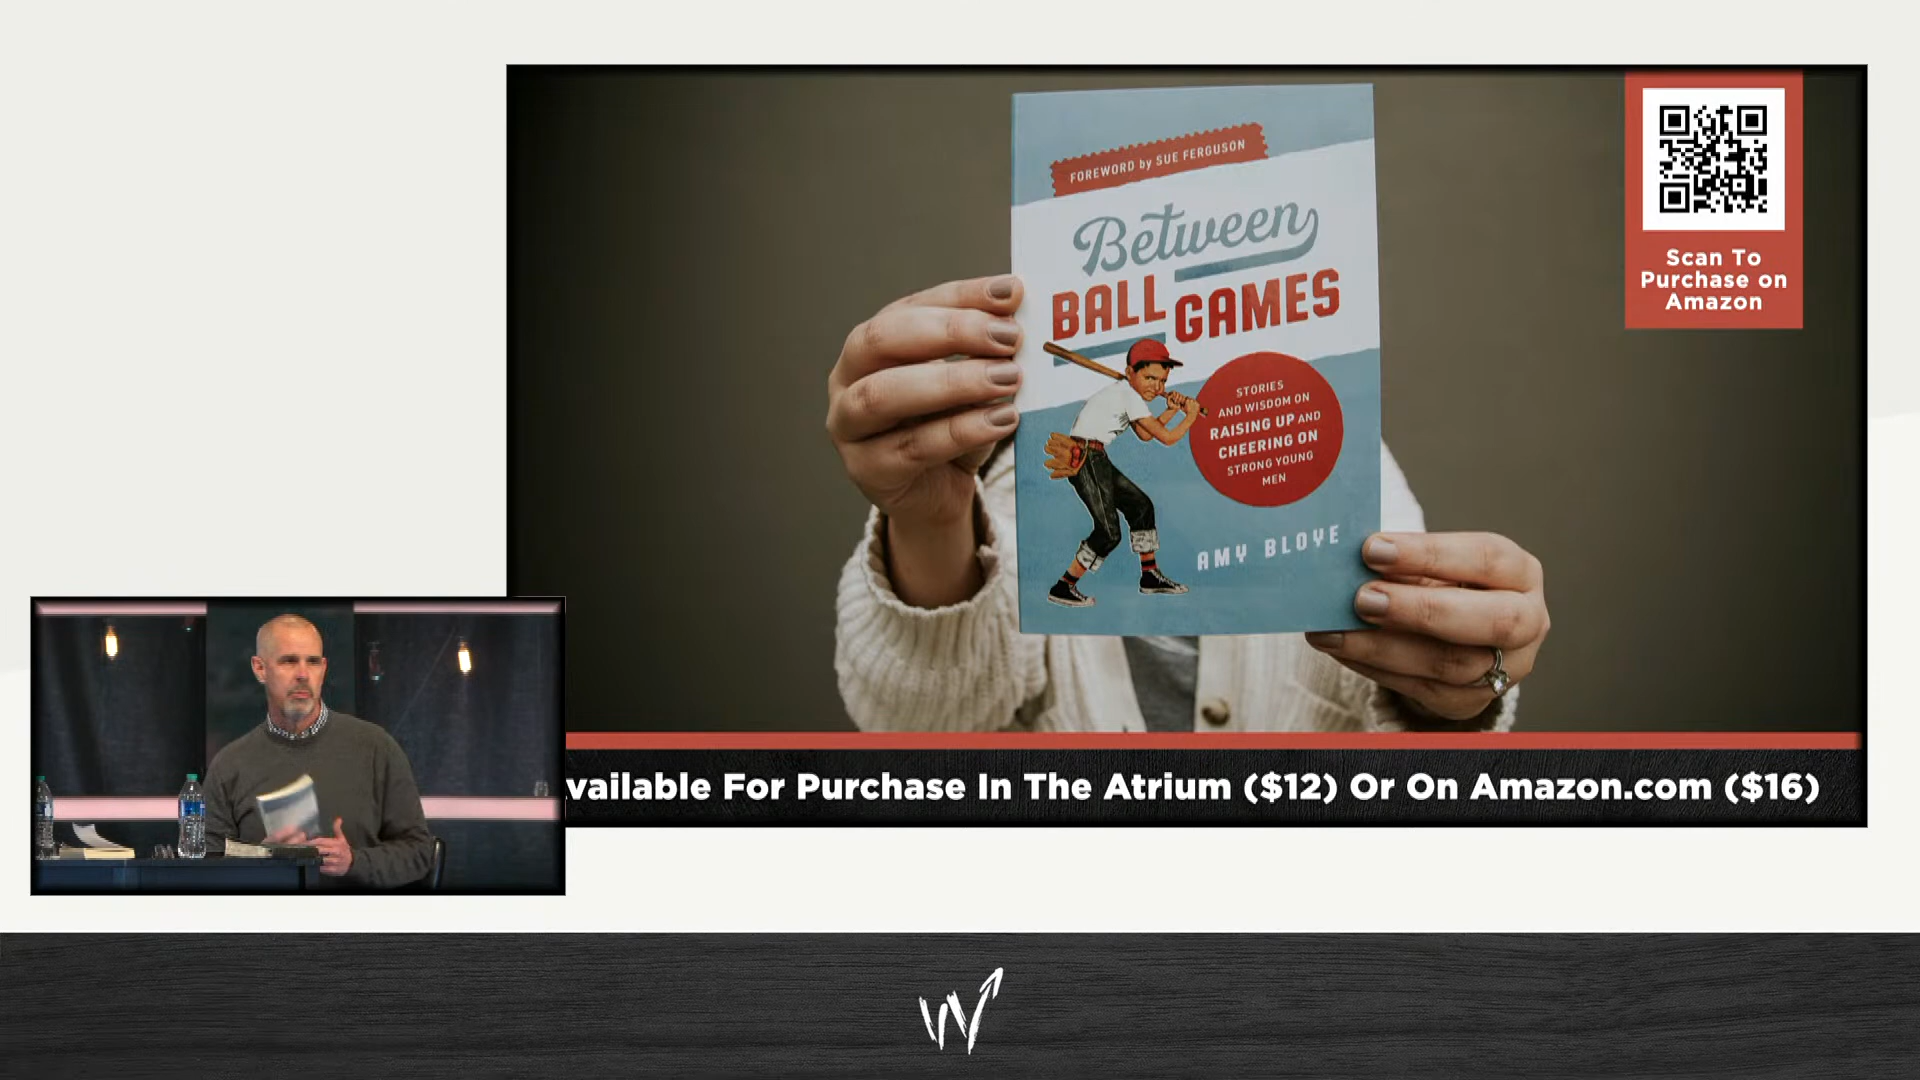 FOREWORD by SUE FERGUSON
Between
BALL GAMES
STORIES
AND WISDOM ON
RAISING UP AND
CHEERING ON
STRONG YOUNG
MEN
AMY BLOYE
Scan To
Purchase on
Amazon
vailable For Purchase In The Atrium ($12) Or On Amazon.com ($16)